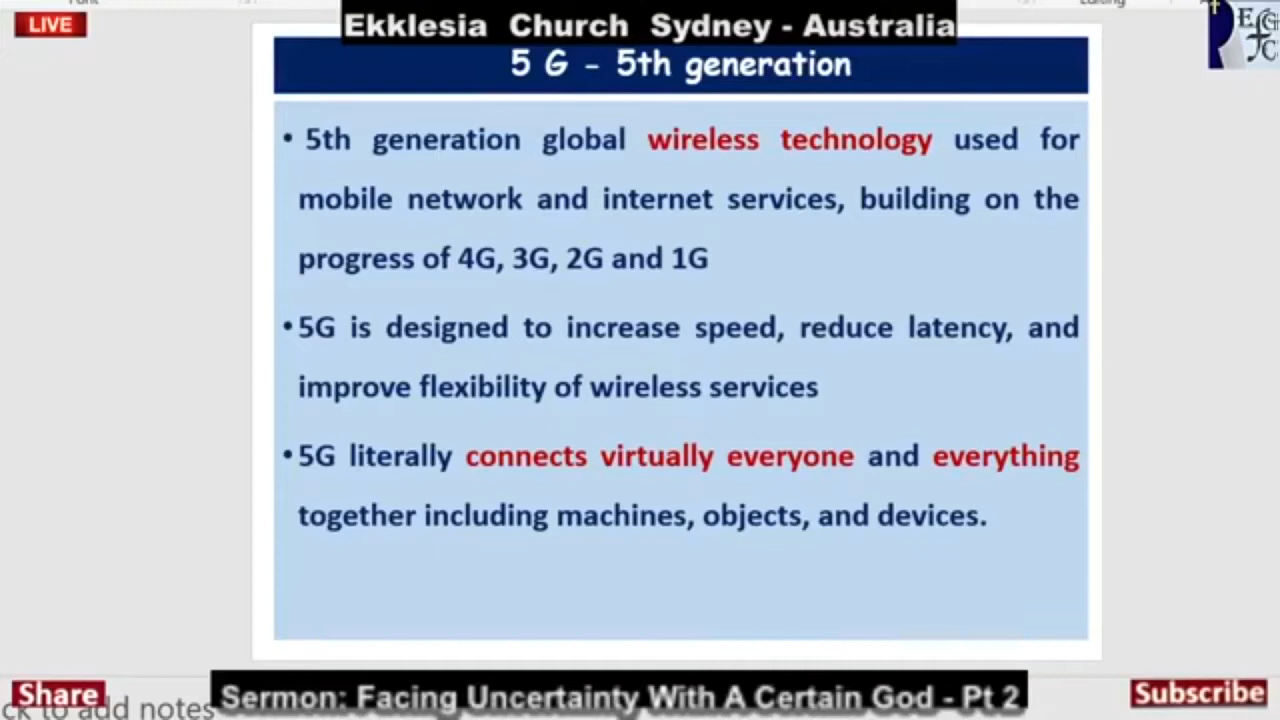 LIVE
Ekklesia Church Sydney - Australia
5 G - 5th generation
• 5th generation global wireless technology used for
mobile network and internet services, building on the
progress of 4G, 3G, 2G and 1G
• 5G is designed to increase speed, reduce latency, and
improve flexibility of wireless services
• 5G literally connects virtually everyone and everything
together including machines, objects, and devices.
Share
ck to add notes
Sermon: Facing Uncertainty With A Certain God - Pt 2
Subscribe